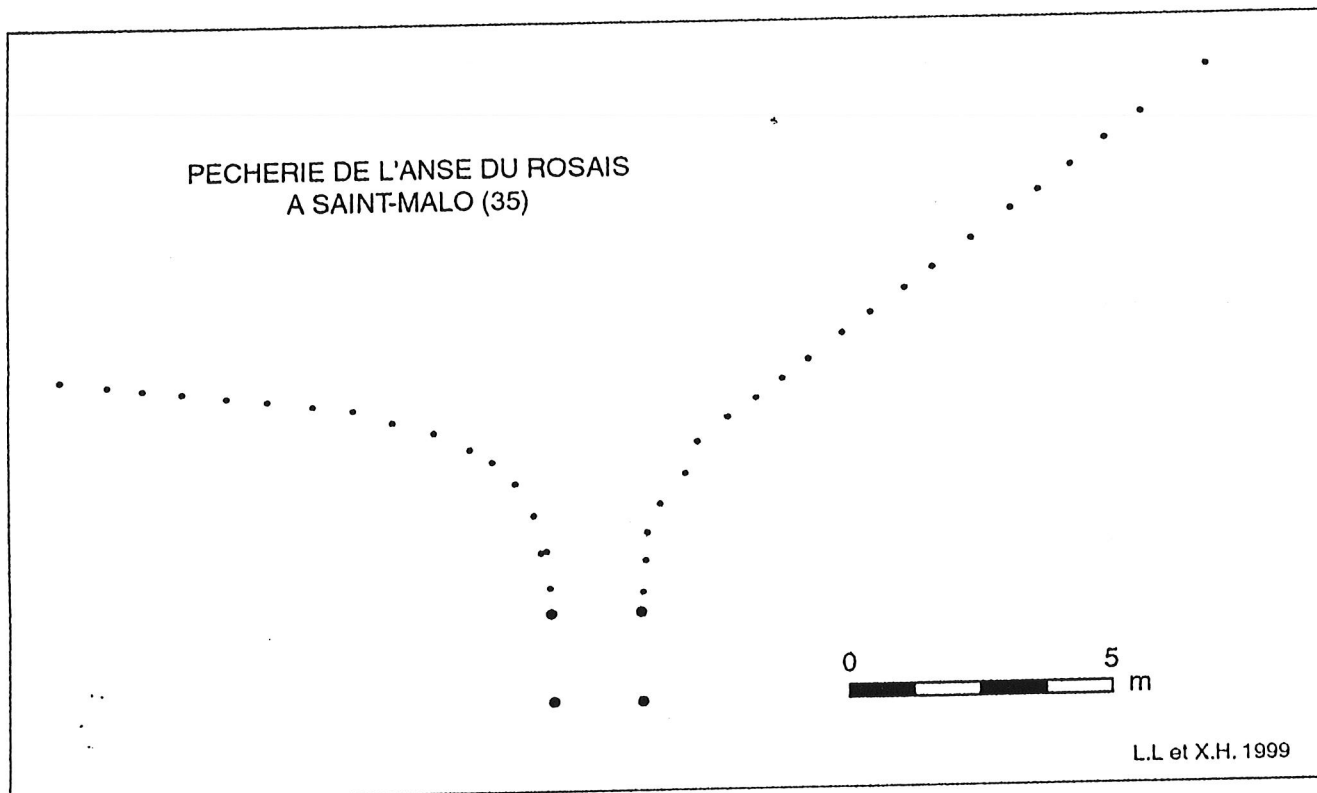 PECHERIE DE L'ANSE DU ROSAIS
A SAINT-MALO (35)
0 5
m
L.L et X.H. 1999